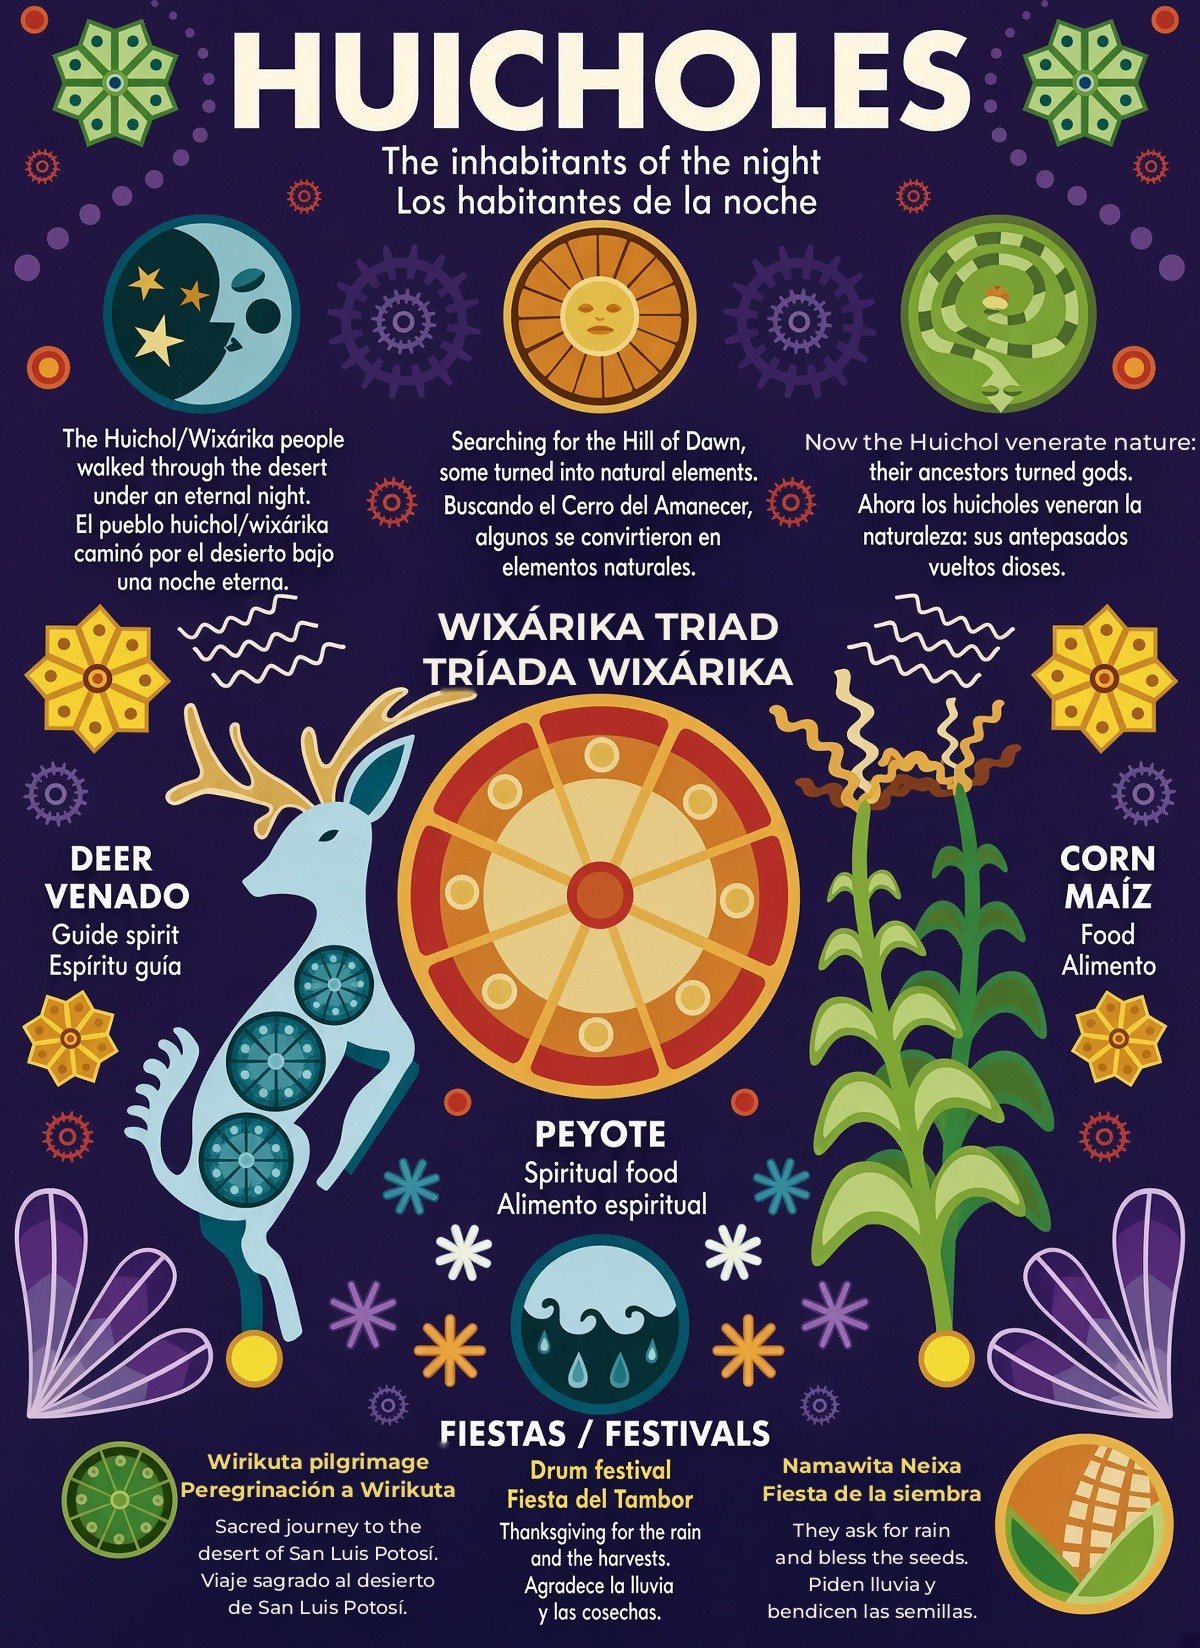 HUICHOLES
The inhabitants of the night
Los habitantes de la noche
The Huichol/Wixárika people
walked through the desert
under an eternal night.
El pueblo huichol/wixárika
caminó por el desierto bajo
una noche eterna.
Searching for the Hill of Dawn,
some turned into natural elements.
Buscando el Cerro del Amanecer,
algunos se convirtieron en
elementos naturales.
Now the Huichol venerate nature:
their ancestors turned gods.
Ahora los huicholes veneran la
naturaleza: sus antepasados
vueltos dioses.
WIXÁRIKA TRIAD
TRÍADA WIXÁRIKA
DEER
VENADO
Guide spirit
Espíritu guía
CORN
MAÍZ
Food
Alimento
PEYOTE
Spiritual food
Alimento espiritual
FIESTAS / FESTIVALS
Wirikuta pilgrimage
Peregrinación a Wirikuta
Sacred journey to the
desert of San Luis Potosí.
Viaje sagrado al desierto
de San Luis Potosí.
Drum festival
Fiesta del Tambor
Thanksgiving for the rain
and the harvests.
Agradece la lluvia
y las cosechas.
Namawita Neixa
Fiesta de la siembra
They ask for rain
and bless the seeds.
Piden lluvia y
bendicen las semillas.